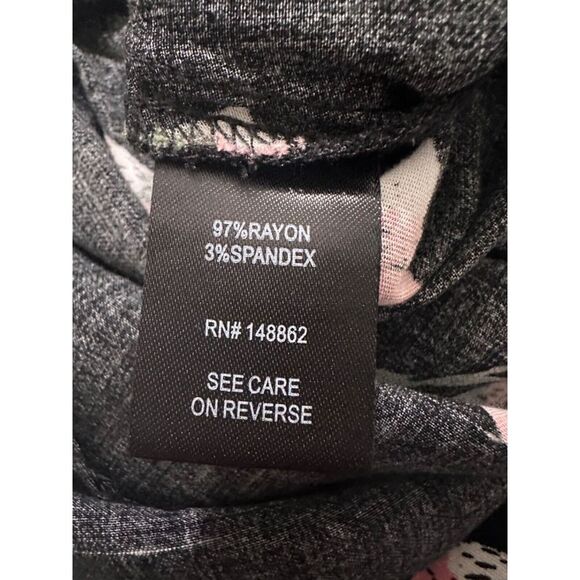 97%RAYON
3%SPANDEX
RN# 148862
SEE CARE
ON REVERSE